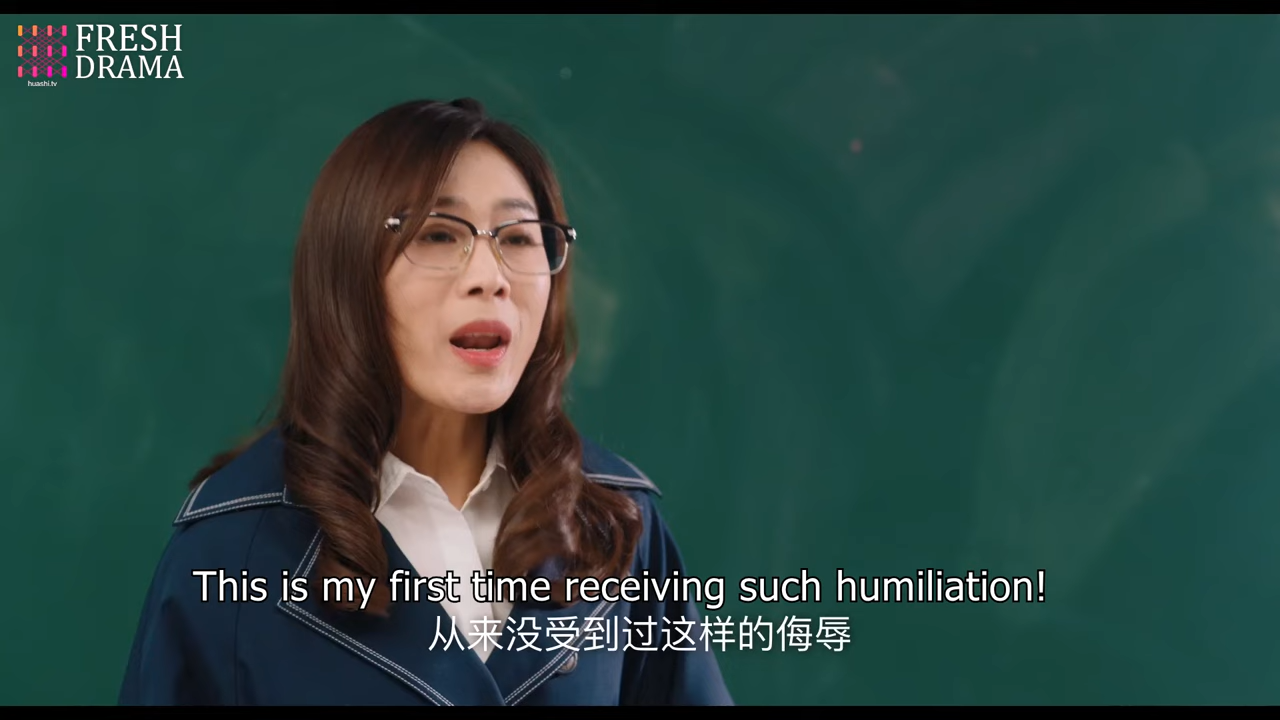 FRESH
DRAMA
huashi.tv
This is my first time receiving such humiliation!
从来没受到过这样的侮辱